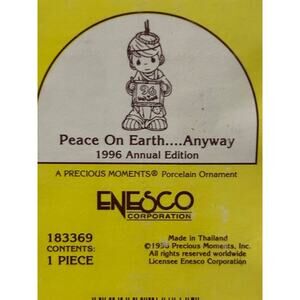 96
Peace On Earth....Anyway
1996 Annual Edition
A PRECIOUS MOMENTS® Porcelain Ornament
ENESCO
CORPORATION
183369
CONTENTS:
1 PIECE
Made in Thailand
©1996 Precious Moments, Inc.
All rights reserved worldwide
Licensee Enesco Corporation